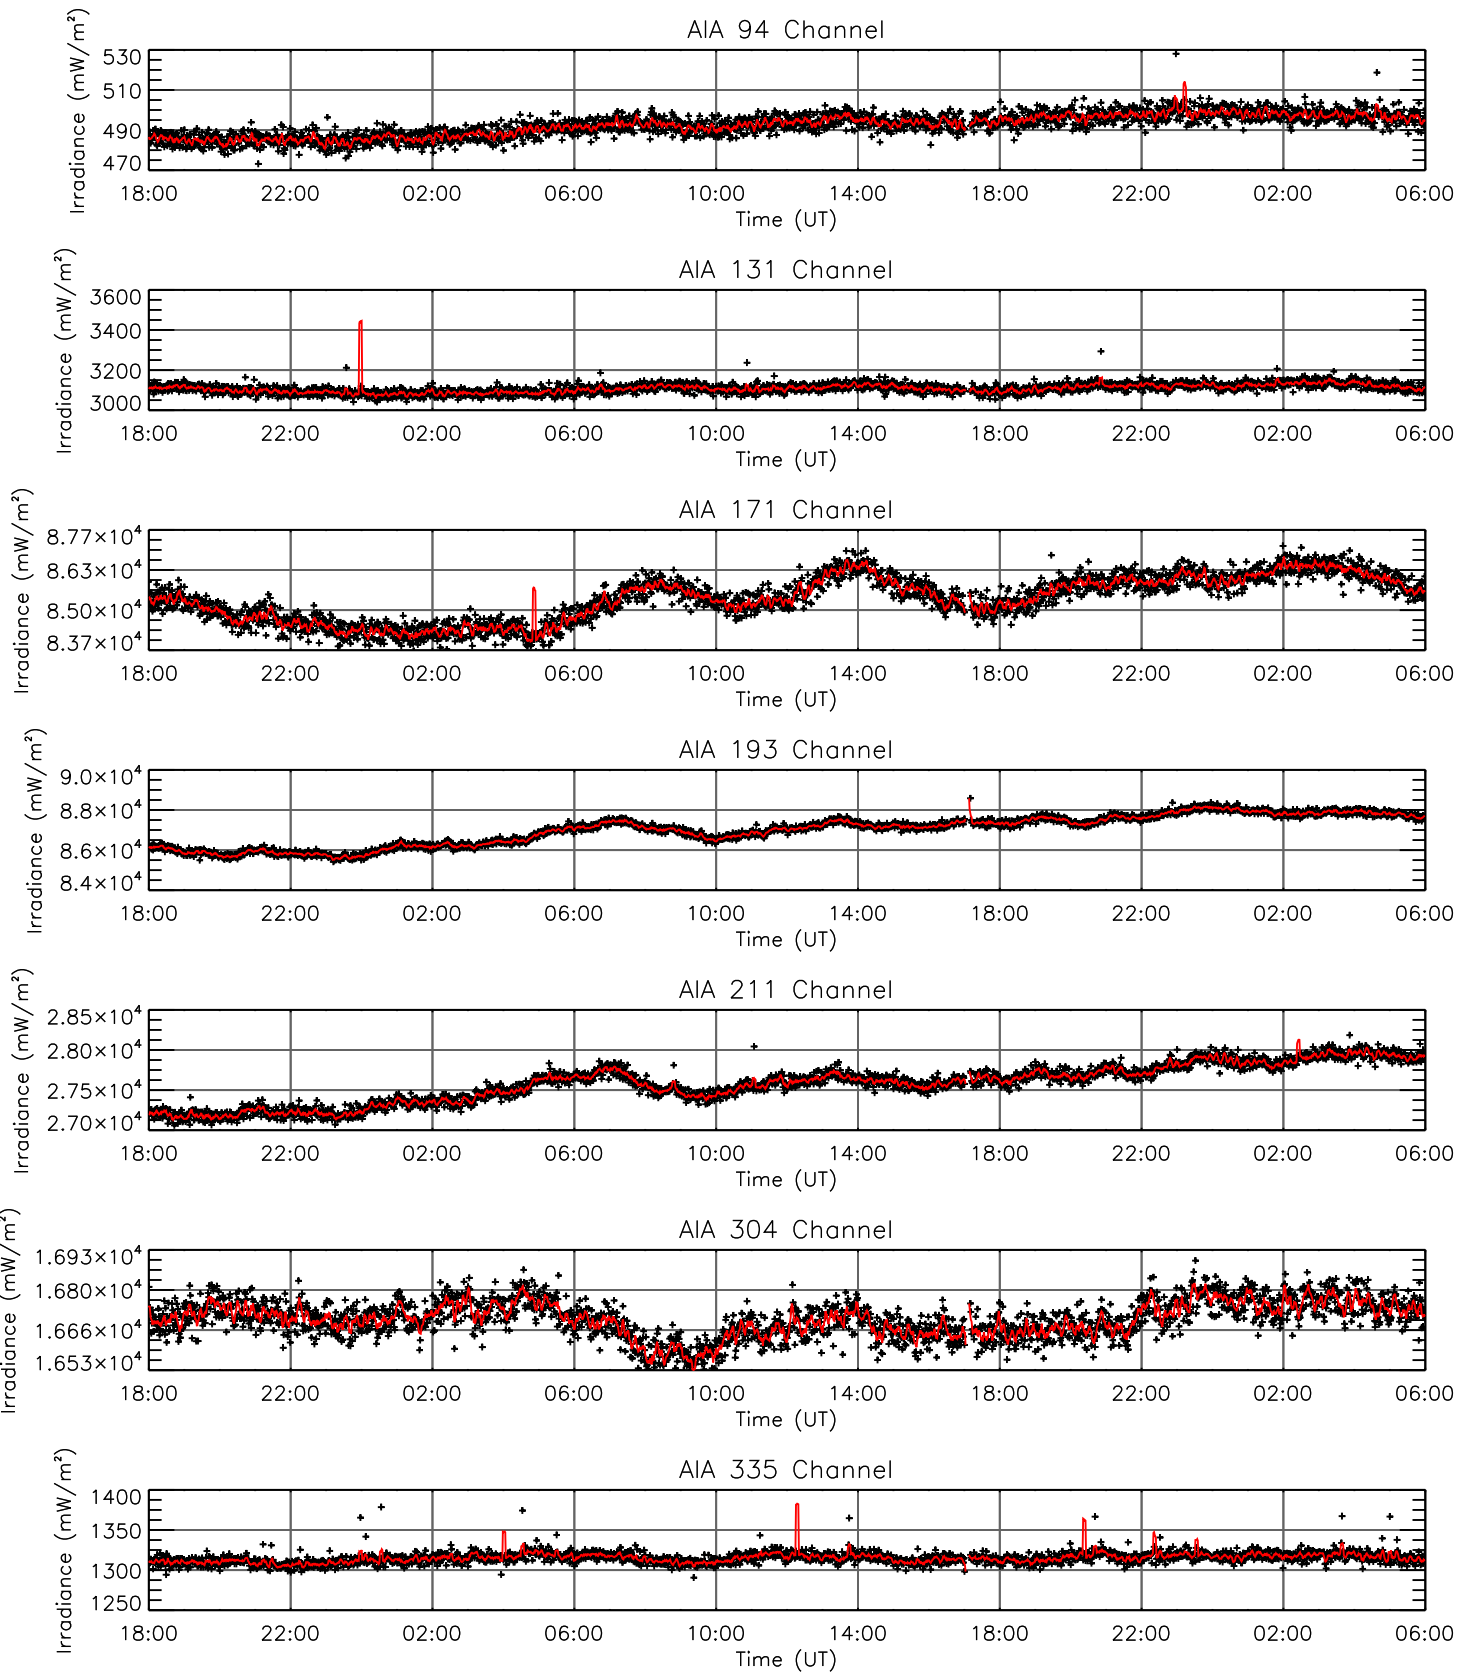 AIA 94 Channel
Irradiance (mW/m²)
530
510
490
470
18:00 22:00 02:00 06:00 10:00 14:00 18:00 22:00 02:00 06:00
Time (UT)
AIA 131 Channel
Irradiance (mW/m²)
3600
3400
3200
3000
18:00 22:00 02:00 06:00 10:00 14:00 18:00 22:00 02:00 06:00
Time (UT)
AIA 171 Channel
Irradiance (mW/m²)
8.77×10⁴
8.63×10⁴
8.50×10⁴
8.37×10⁴
18:00 22:00 02:00 06:00 10:00 14:00 18:00 22:00 02:00 06:00
Time (UT)
AIA 193 Channel
Irradiance (mW/m²)
9.0×10⁴
8.8×10⁴
8.6×10⁴
8.4×10⁴
18:00 22:00 02:00 06:00 10:00 14:00 18:00 22:00 02:00 06:00
Time (UT)
AIA 211 Channel
Irradiance (mW/m²)
2.85×10⁴
2.80×10⁴
2.75×10⁴
2.70×10⁴
18:00 22:00 02:00 06:00 10:00 14:00 18:00 22:00 02:00 06:00
Time (UT)
AIA 304 Channel
Irradiance (mW/m²)
1.693×10⁴
1.680×10⁴
1.666×10⁴
1.653×10⁴
18:00 22:00 02:00 06:00 10:00 14:00 18:00 22:00 02:00 06:00
Time (UT)
AIA 335 Channel
Irradiance (mW/m²)
1400
1350
1300
1250
18:00 22:00 02:00 06:00 10:00 14:00 18:00 22:00 02:00 06:00
Time (UT)